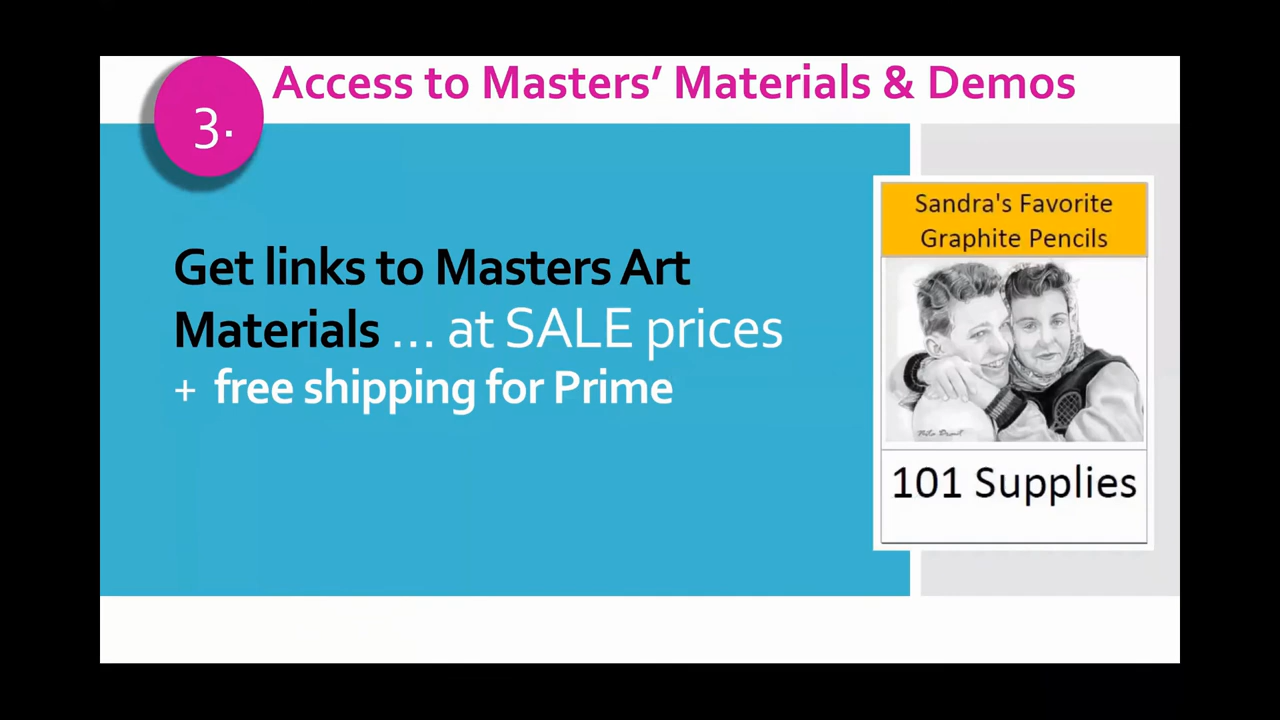 3.
Access to Masters’ Materials & Demos
Get links to Masters Art
Materials ... at SALE prices
+ free shipping for Prime
Sandra's Favorite
Graphite Pencils
101 Supplies